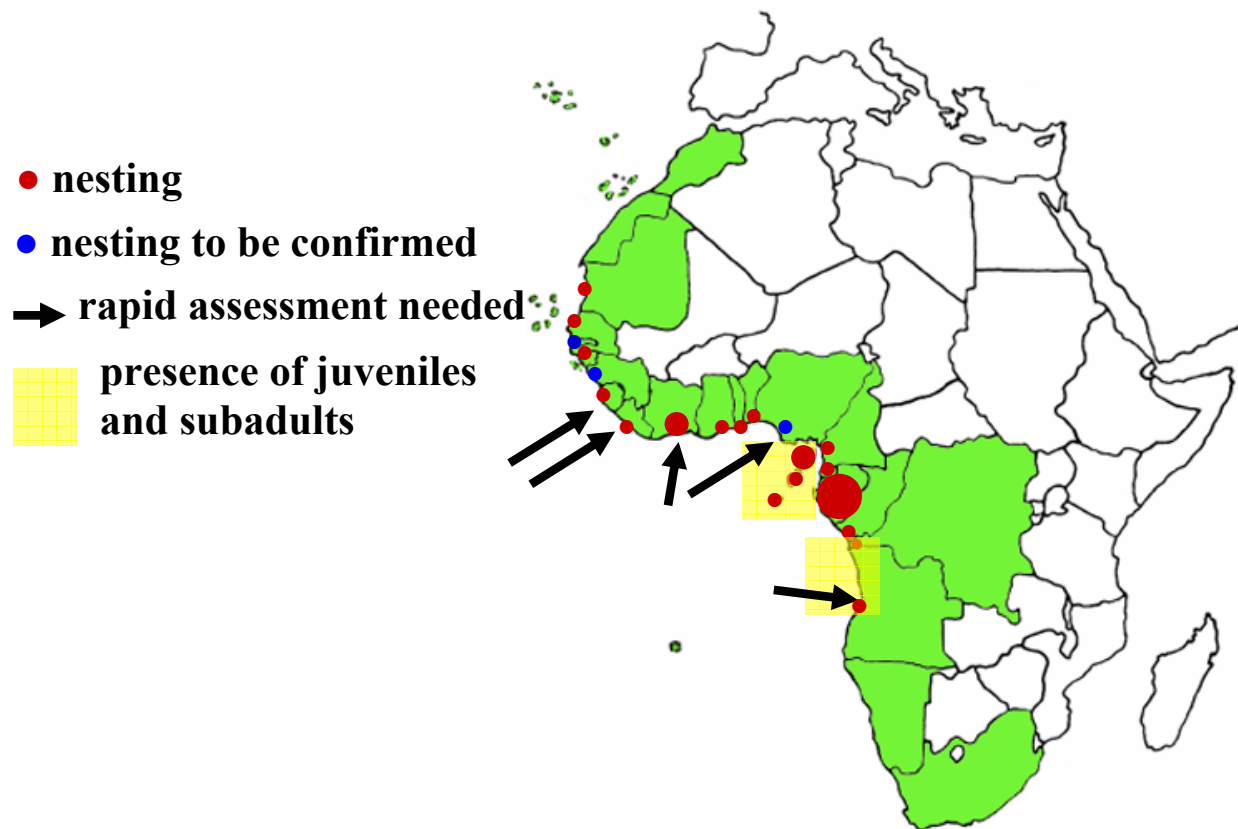 nesting
nesting to be confirmed
rapid assessment needed
presence of juveniles
and subadults